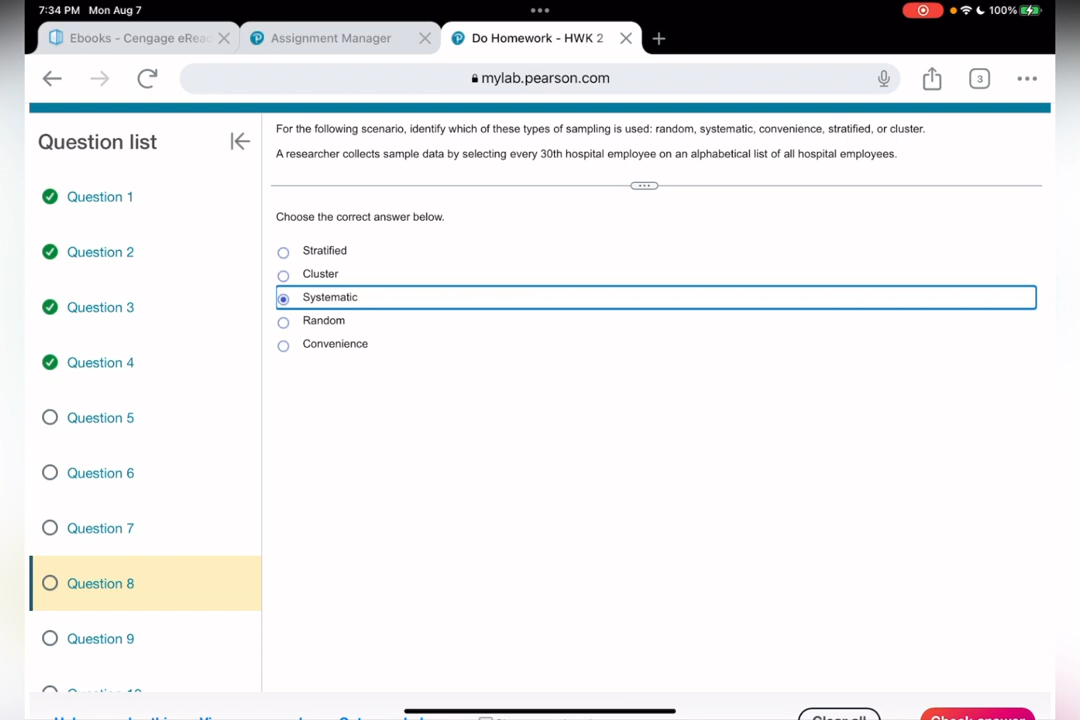 7:34 PM Mon Aug 7
100%
Ebooks - Cengage eRea
Assignment Manager
Do Homework - HWK 2
mylab.pearson.com
3
Question list
Question 1
Question 2
Question 3
Question 4
Question 5
Question 6
Question 7
Question 8
Question 9
For the following scenario, identify which of these types of sampling is used: random, systematic, convenience, stratified, or cluster.
A researcher collects sample data by selecting every 30th hospital employee on an alphabetical list of all hospital employees.
Choose the correct answer below.
Stratified
Cluster
Systematic
Random
Convenience
Clear all
Check answer